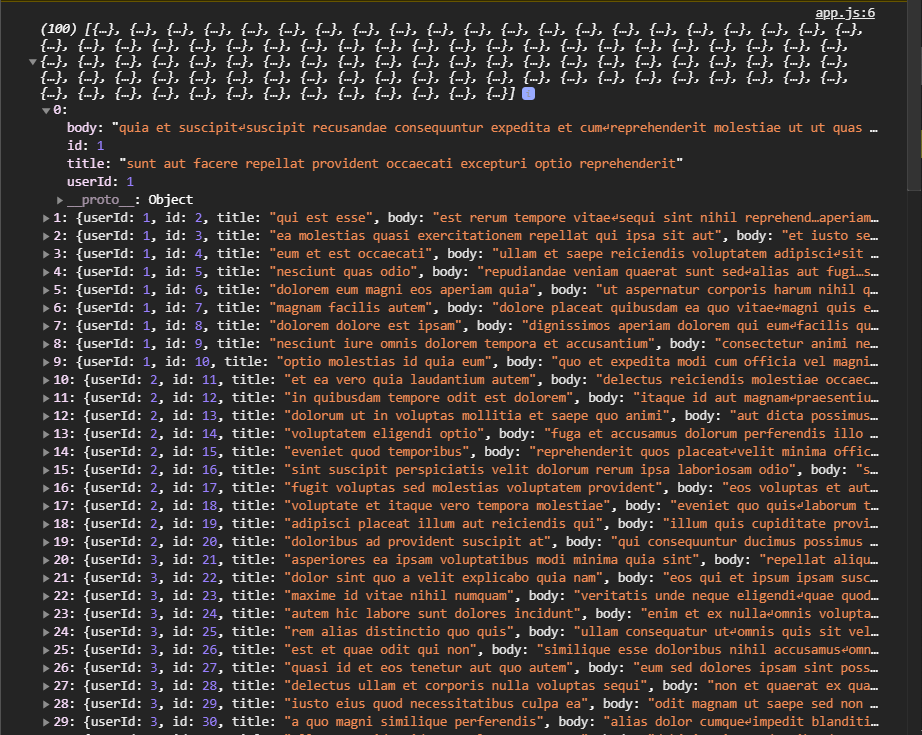 app.js:6
(100) [{…}, {…}, {…}, {…}, {…}, {…}, {…}, {…}, {…}, {…}, {…}, {…}, {…}, {…}, {…}, {…}, {…}, {…}, {…}, {…}, {…},
{…}, {…}, {…}, {…}, {…}, {…}, {…}, {…}, {…}, {…}, {…}, {…}, {…}, {…}, {…}, {…}, {…}, {…}, {…}, {…}, {…}, {…},
{…}, {…}, {…}, {…}, {…}, {…}, {…}, {…}, {…}, {…}, {…}, {…}, {…}, {…}, {…}, {…}, {…}, {…}, {…}, {…}, {…}, {…},
{…}, {…}, {…}, {…}, {…}, {…}, {…}, {…}, {…}, {…}, {…}, {…}, {…}, {…}, {…}, {…}, {…}, {…}, {…}, {…}, {…}, {…},
{…}, {…}, {…}, {…}, {…}, {…}, {…}, {…}, {…}, {…}, {…}, {…}, {…}] i
0:
body: "quia et suscipit↵suscipit recusandae consequuntur expedita et cum↵reprehenderit molestiae ut ut quas …
id: 1
title: "sunt aut facere repellat provident occaecati excepturi optio reprehenderit"
userId: 1
__proto__: Object
1: {userId: 1, id: 2, title: "qui est esse", body: "est rerum tempore vitae↵sequi sint nihil reprehend…aperiam…
2: {userId: 1, id: 3, title: "ea molestias quasi exercitationem repellat qui ipsa sit aut", body: "et iusto se…
3: {userId: 1, id: 4, title: "eum et est occaecati", body: "ullam et saepe reiciendis voluptatem adipisci↵sit …
4: {userId: 1, id: 5, title: "nesciunt quas odio", body: "repudiandae veniam quaerat sunt sed↵alias aut fugi…s…
5: {userId: 1, id: 6, title: "dolorem eum magni eos aperiam quia", body: "ut aspernatur corporis harum nihil q…
6: {userId: 1, id: 7, title: "magnam facilis autem", body: "dolore placeat quibusdam ea quo vitae↵magni quis e…
7: {userId: 1, id: 8, title: "dolorem dolore est ipsam", body: "dignissimos aperiam dolorem qui eum↵facilis qu…
8: {userId: 1, id: 9, title: "nesciunt iure omnis dolorem tempora et accusantium", body: "consectetur animi ne…
9: {userId: 1, id: 10, title: "optio molestias id quia eum", body: "quo et expedita modi cum officia vel magni…
10: {userId: 2, id: 11, title: "et ea vero quia laudantium autem", body: "delectus reiciendis molestiae occaec…
11: {userId: 2, id: 12, title: "in quibusdam tempore odit est dolorem", body: "itaque id aut magnam↵praesentiu…
12: {userId: 2, id: 13, title: "dolorum ut in voluptas mollitia et saepe quo animi", body: "aut dicta possimus…
13: {userId: 2, id: 14, title: "voluptatem eligendi optio", body: "fuga et accusamus dolorum perferendis illo …
14: {userId: 2, id: 15, title: "eveniet quod temporibus", body: "reprehenderit quos placeat↵velit minima offic…
15: {userId: 2, id: 16, title: "sint suscipit perspiciatis velit dolorum rerum ipsa laboriosam odio", body: "s…
16: {userId: 2, id: 17, title: "fugit voluptas sed molestias voluptatem provident", body: "eos voluptas et aut…
17: {userId: 2, id: 18, title: "voluptate et itaque vero tempora molestiae", body: "eveniet quo quis↵laborum t…
18: {userId: 2, id: 19, title: "adipisci placeat illum aut reiciendis qui", body: "illum quis cupiditate provi…
19: {userId: 2, id: 20, title: "doloribus ad provident suscipit at", body: "qui consequuntur ducimus possimus …
20: {userId: 3, id: 21, title: "asperiores ea ipsam voluptatibus modi minima quia sint", body: "repellat aliqu…
21: {userId: 3, id: 22, title: "dolor sint quo a velit explicabo quia nam", body: "eos qui et ipsum ipsam susc…
22: {userId: 3, id: 23, title: "maxime id vitae nihil numquam", body: "veritatis unde neque eligendi↵quae quod…
23: {userId: 3, id: 24, title: "autem hic labore sunt dolores incidunt", body: "enim et ex nulla↵omnis volupta…
24: {userId: 3, id: 25, title: "rem alias distinctio quo quis", body: "ullam consequatur ut↵omnis quis sit vel…
25: {userId: 3, id: 26, title: "est et quae odit qui non", body: "similique esse doloribus nihil accusamus↵omn…
26: {userId: 3, id: 27, title: "quasi id et eos tenetur aut quo autem", body: "eum sed dolores ipsam sint poss…
27: {userId: 3, id: 28, title: "delectus ullam et corporis nulla voluptas sequi", body: "non et quaerat ex qua…
28: {userId: 3, id: 29, title: "iusto eius quod necessitatibus culpa ea", body: "odit magnam ut saepe sed non …
29: {userId: 3, id: 30, title: "a quo magni similique perferendis", body: "alias dolor cumque↵impedit blanditi…